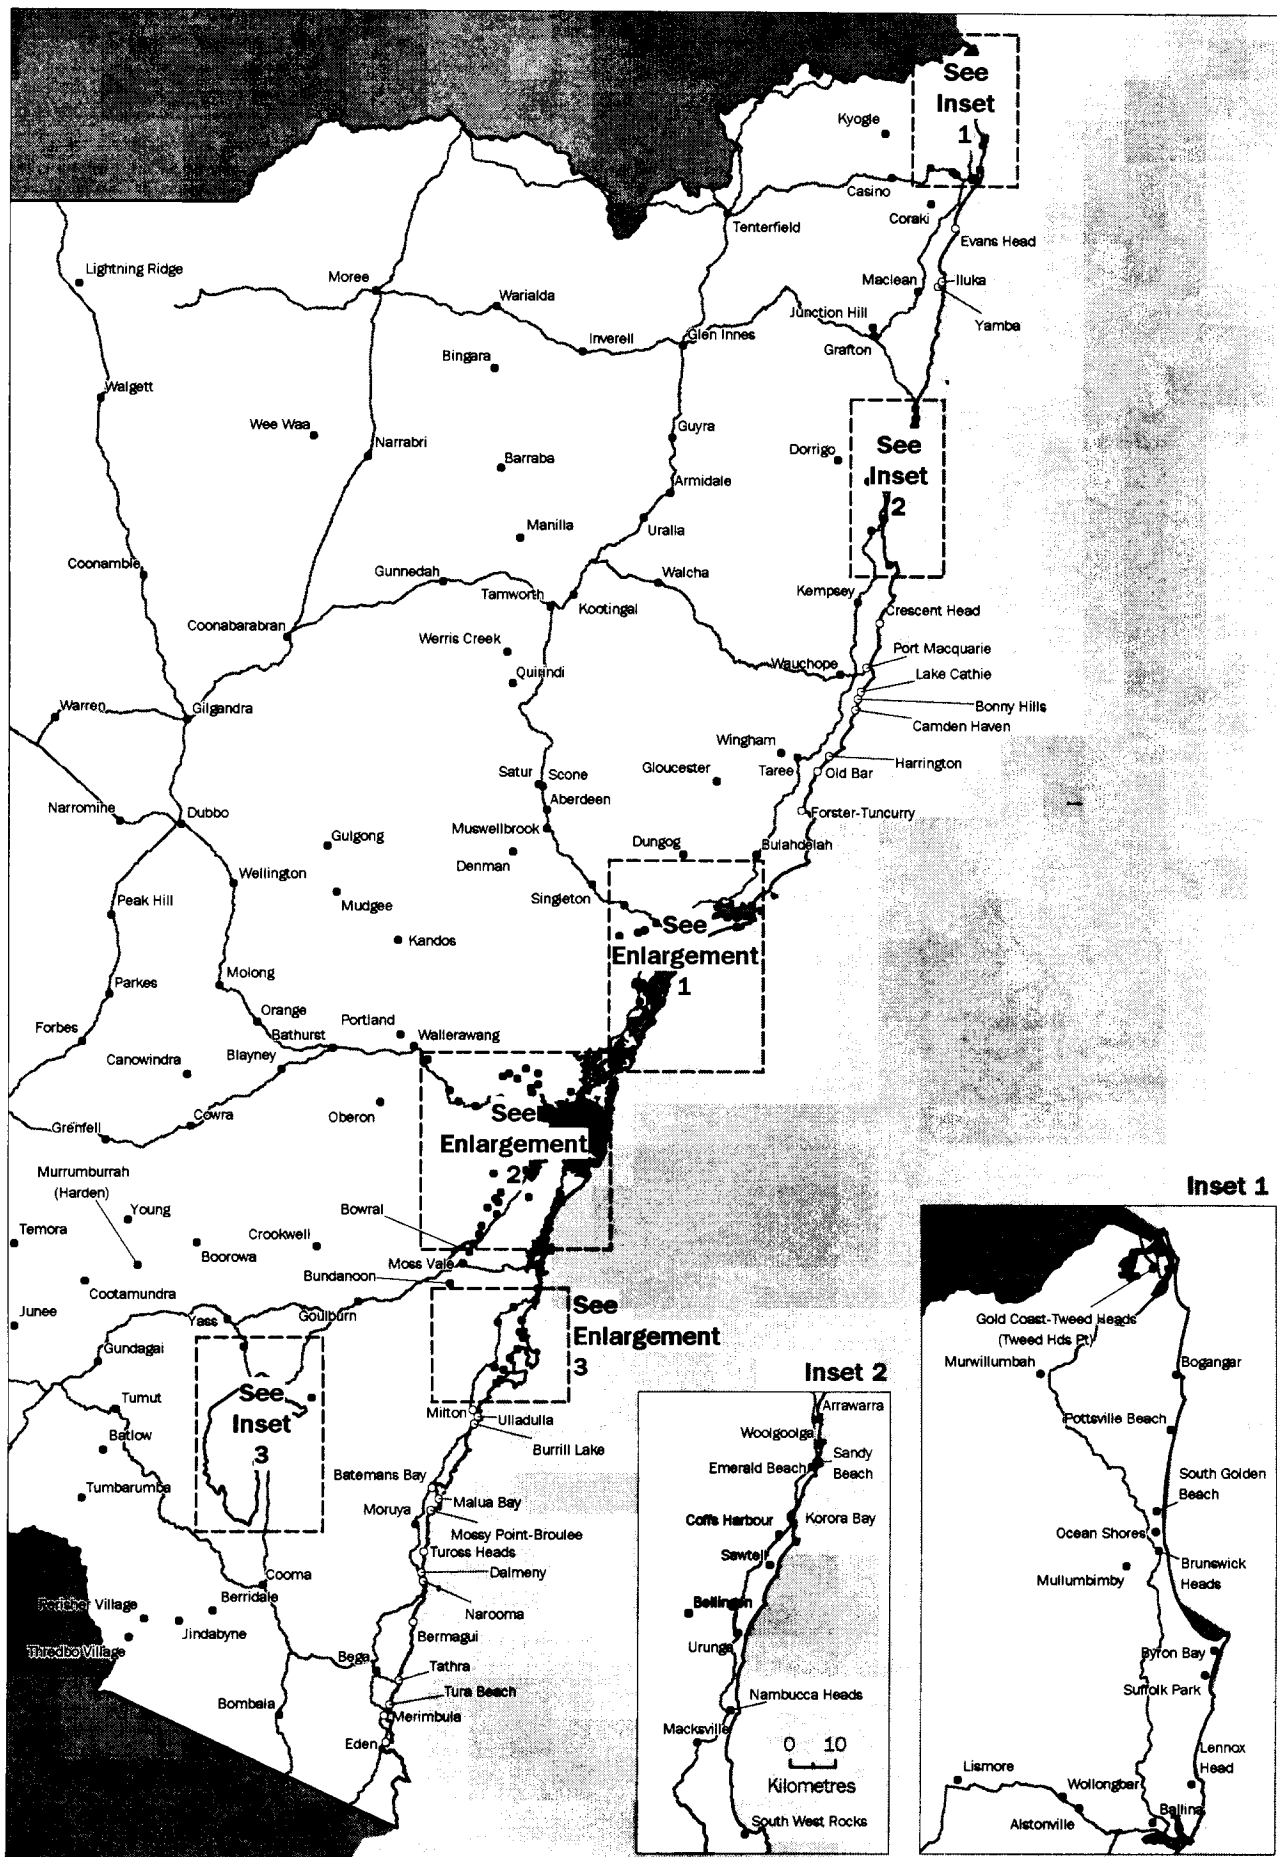 See
Inset
1
Kyogle
Casino
Coraki
Tenterfield
Evans Head
Lightning Ridge
Moree
Maclean
Iluka
Warialda
Junction Hill
Yamba
Inverell
Glen Innes
Grafton
Bingara
Walgett
Wee Waa
Guyra
Narrabri
See
Inset
2
Dorrigo
Barraba
Armidale
Manilla
Uralla
Coonamble
Gunnedah
Walcha
Tamworth
Kootingal
Kempsey
Crescent Head
Coonabarabran
Werris Creek
Port Macquarie
Wauchope
Quirindi
Lake Cathie
Warren
Gilgandra
Bonny Hills
Camden Haven
Wingham
Gloucester
Taree
Old Bar
Harrington
Satur
Scone
Aberdeen
Narromine
Dubbo
Forster-Tuncurry
Muswellbrook
Gulgong
Dungog
Bulahdelah
Denman
Wellington
Peak Hill
Mudgee
Singleton
See
Enlargement
1
Kandos
Molong
Parkes
Orange
Portland
Forbes
Bathurst
Wallerawang
Canowindra
Blayney
Oberon
See
Enlargement
2
Cowra
Grenfell
Murrumburrah
(Harden)
Young
Bowral
Temora
Crookwell
Boorowa
Moss Vale
Bundanoon
Cootamundra
Junee
Yass
Goulburn
See
Enlargement
3
Gundagai
Tumut
See
Inset
3
Milton
Ulladulla
Batlow
Burrill Lake
Batemans Bay
Tumbarumba
Malua Bay
Moruya
Mossy Point-Broulee
Tuross Heads
Cooma
Dalmeny
Berridale
Perisher Village
Narooma
Jindabyne
Bermagui
Thredbo Village
Bega
Tathra
Tura Beach
Bombala
Merimbula
Eden
Inset 2
Arrawarra
Woolgoolga
Sandy
Beach
Emerald Beach
Coffs Harbour
Korora Bay
Sawtell
Bellingen
Urunga
Nambucca Heads
Macksville
0 10
Kilometres
South West Rocks
Inset 1
Gold Coast-Tweed Heads
(Tweed Hds Pt)
Murwillumbah
Bogangar
Pottsville Beach
South Golden
Beach
Ocean Shores
Brunswick
Heads
Mullumbimby
Byron Bay
Suffolk Park
Lennox
Head
Lismore
Wollongbar
Ballina
Alstonville